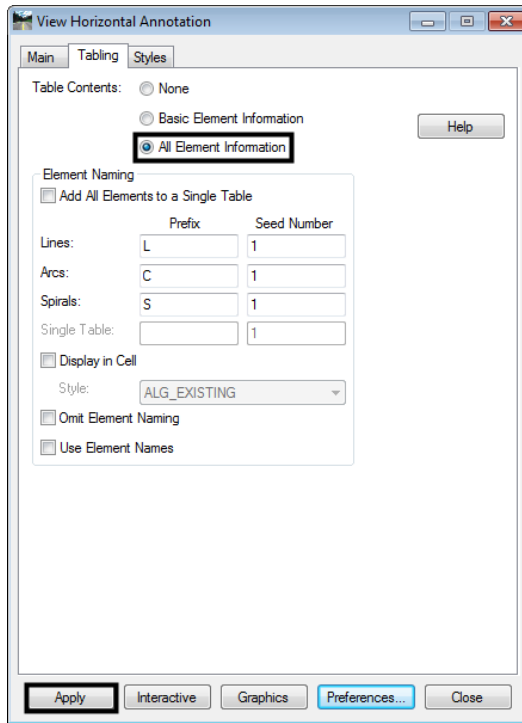 View Horizontal Annotation
Main Tabling Styles
Table Contents: None
Basic Element Information
Help
All Element Information
Element Naming
Add All Elements to a Single Table
Prefix Seed Number
Lines: L 1
Arcs: C 1
Spirals: S 1
Single Table: 1
Display in Cell
Style: ALG_EXISTING
Omit Element Naming
Use Element Names
Apply Interactive Graphics Preferences... Close